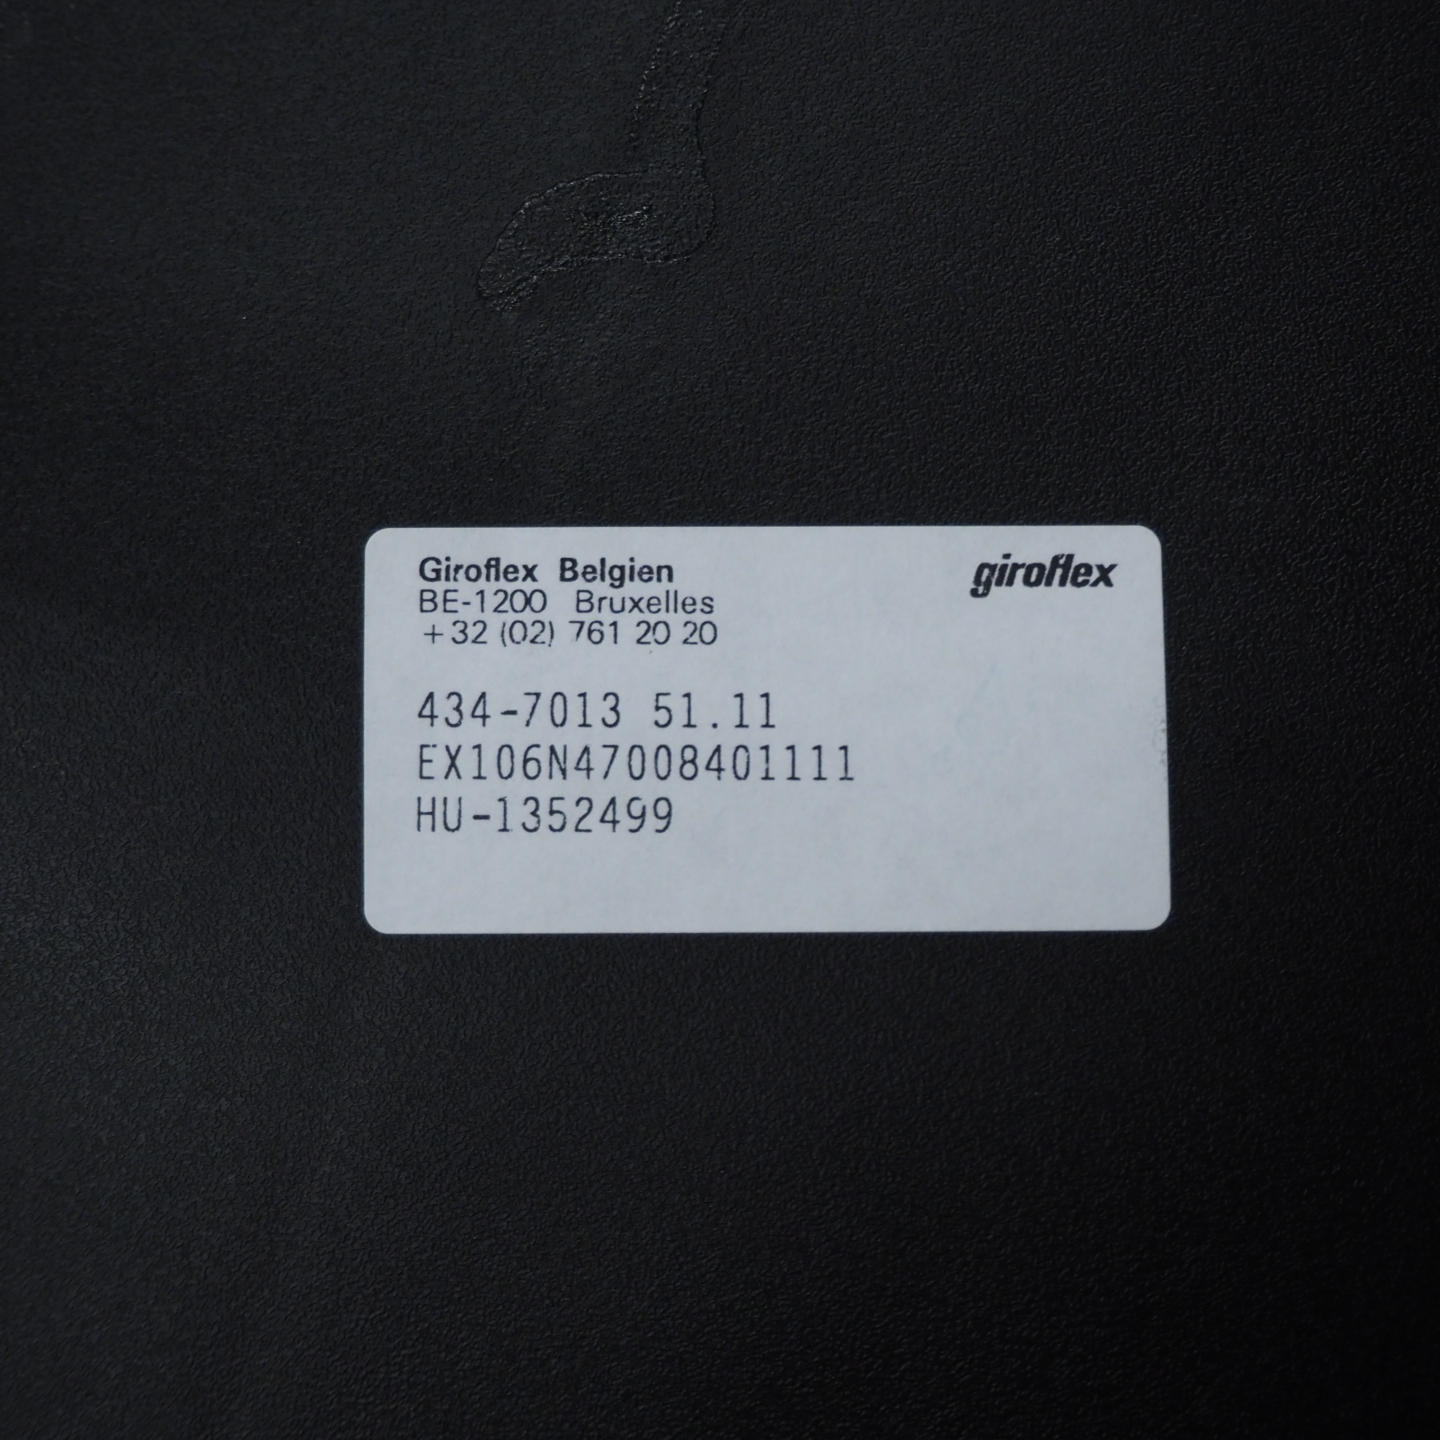 Giroflex Belgien
giroflex
BE-1200 Bruxelles
+32 (02) 761 20 20
434-7013 51.11
EX106N47008401111
HU-1352499